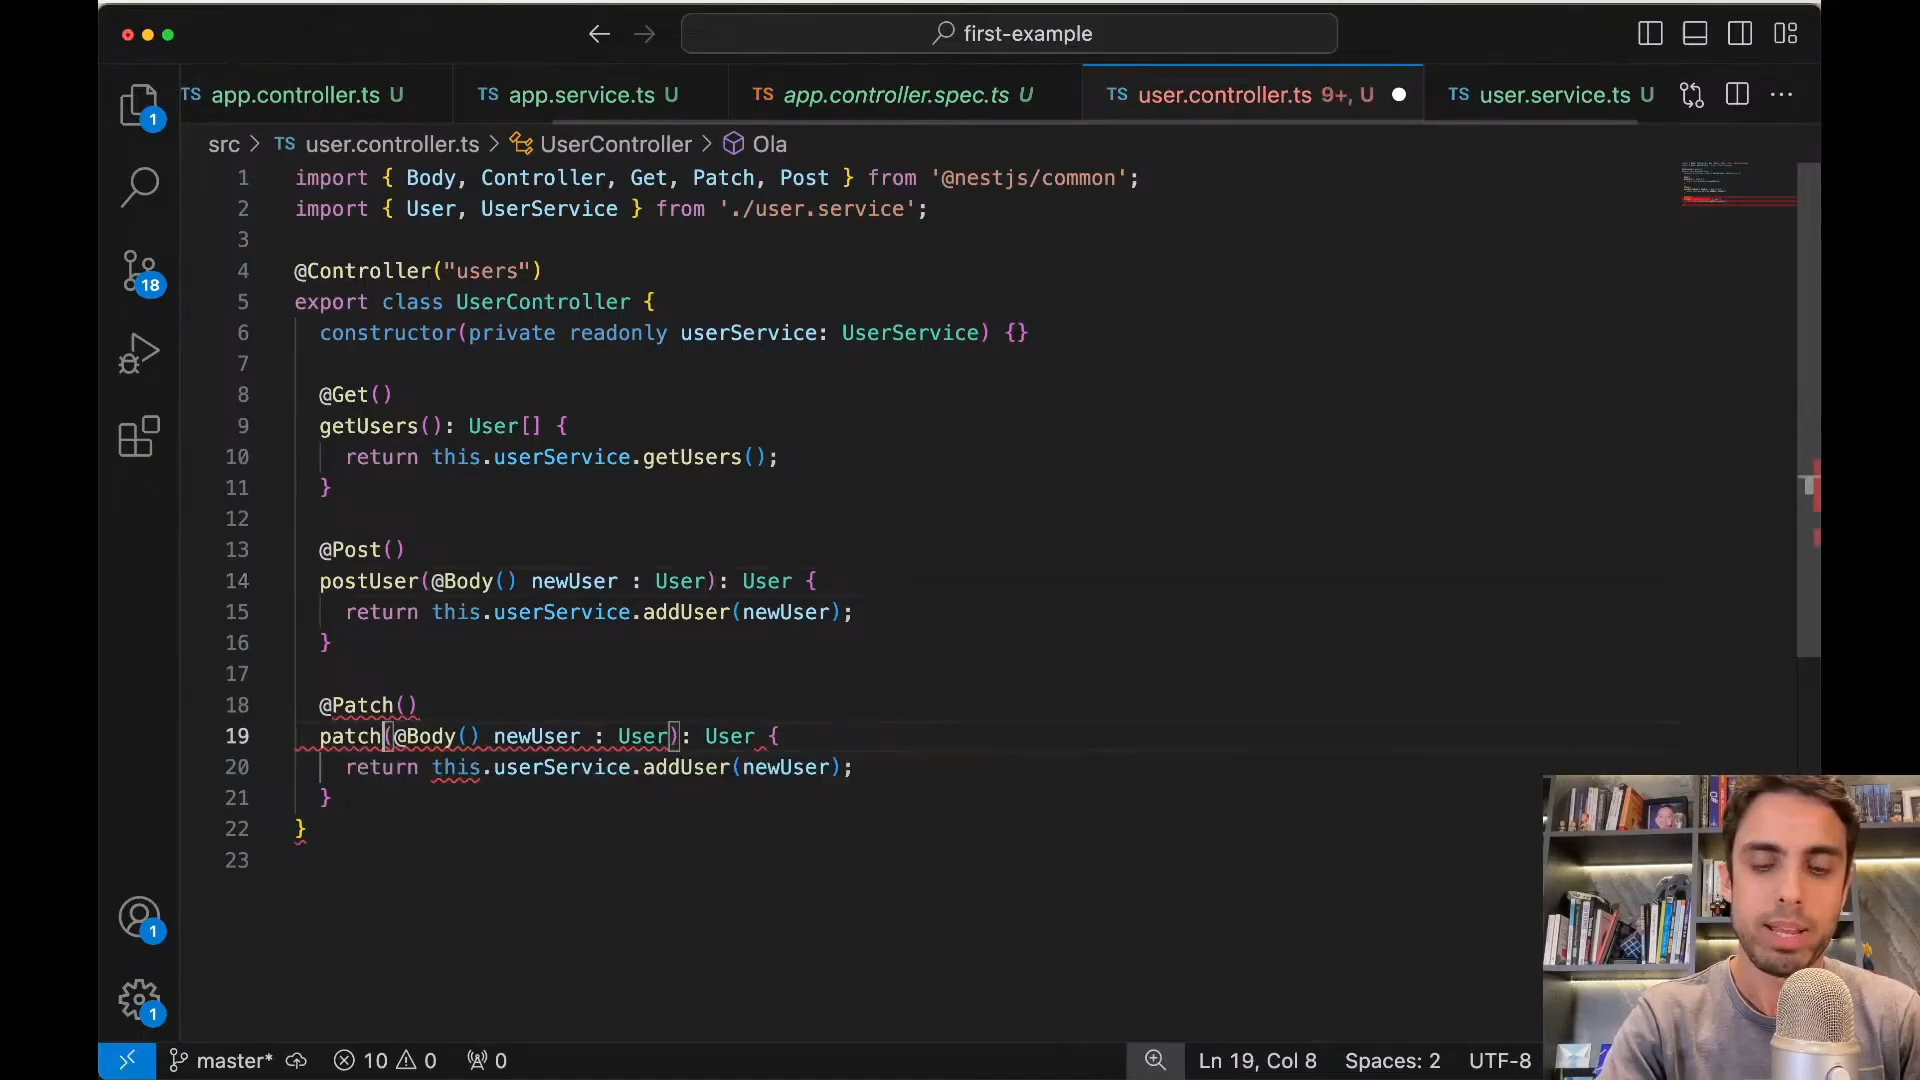 first-example
TS app.controller.ts U TS app.service.ts U TS app.controller.spec.ts U TS user.controller.ts 9+, U TS user.service.ts U
src > TS user.controller.ts > UserController > Ola
1 import { Body, Controller, Get, Patch, Post } from '@nestjs/common';
2 import { User, UserService } from './user.service';
3
4 @Controller("users")
5 export class UserController {
6 constructor(private readonly userService: UserService) {}
7
8 @Get()
9 getUsers(): User[] {
10 return this.userService.getUsers();
11 }
12
13 @Post()
14 postUser(@Body() newUser : User): User {
15 return this.userService.addUser(newUser);
16 }
17
18 @Patch()
19 patch(@Body() newUser : User): User {
20 return this.userService.addUser(newUser);
21 }
22 }
23
1
18
1
1
master* 10 0 0 Ln 19, Col 8 Spaces: 2 UTF-8